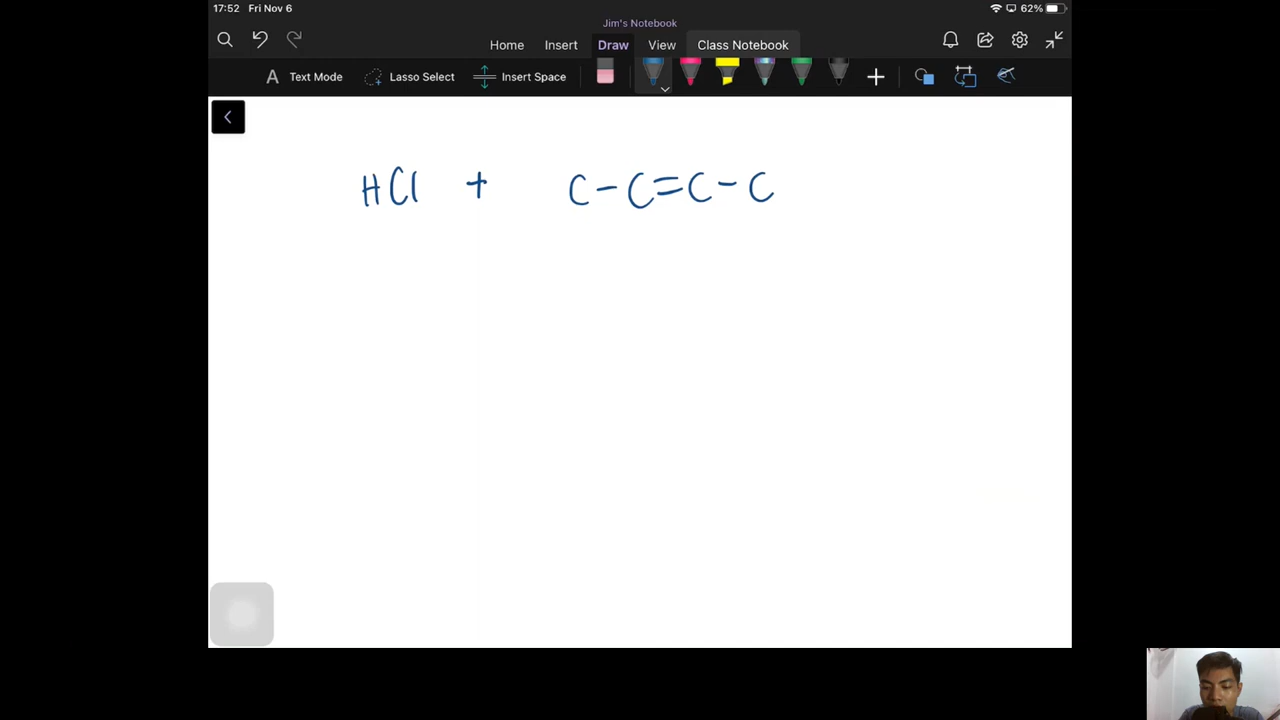 17:52 Fri Nov 6 62%
Jim's Notebook
Home Insert Draw View Class Notebook
A Text Mode Lasso Select Insert Space
HCl + C-C=C-C